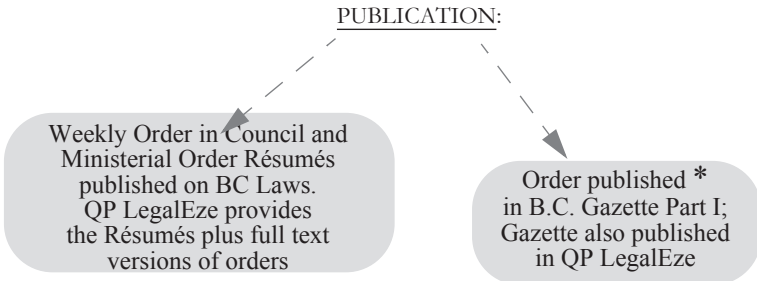 PUBLICATION:
Weekly Order in Council and
Ministerial Order Résumés
published on BC Laws.
QP LegalEze provides
the Résumés plus full text
versions of orders
Order published *
in B.C. Gazette Part I;
Gazette also published
in QP LegalEze